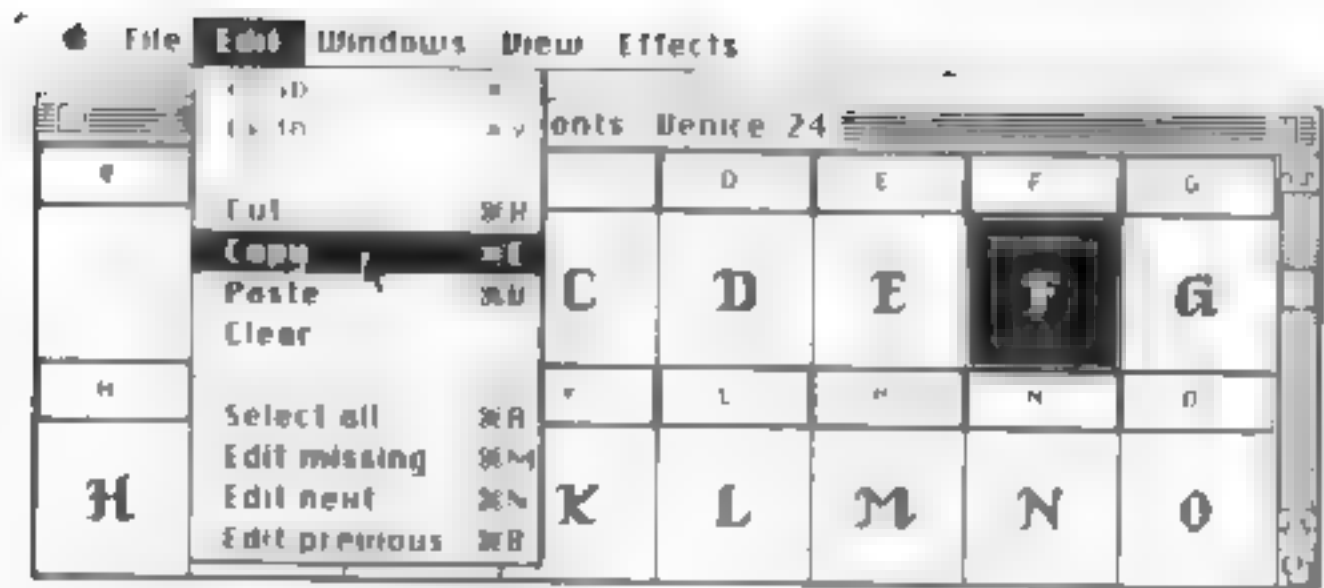 File Edit Windows View Effects
onts Venice 24
Cut ⌘X
Copy ⌘C
Paste ⌘V
Clear
Select all ⌘A
Edit missing ⌘M
Edit next ⌘N
Edit previous ⌘B
D E F G
C D E F G
H L M N O
H K L M N O